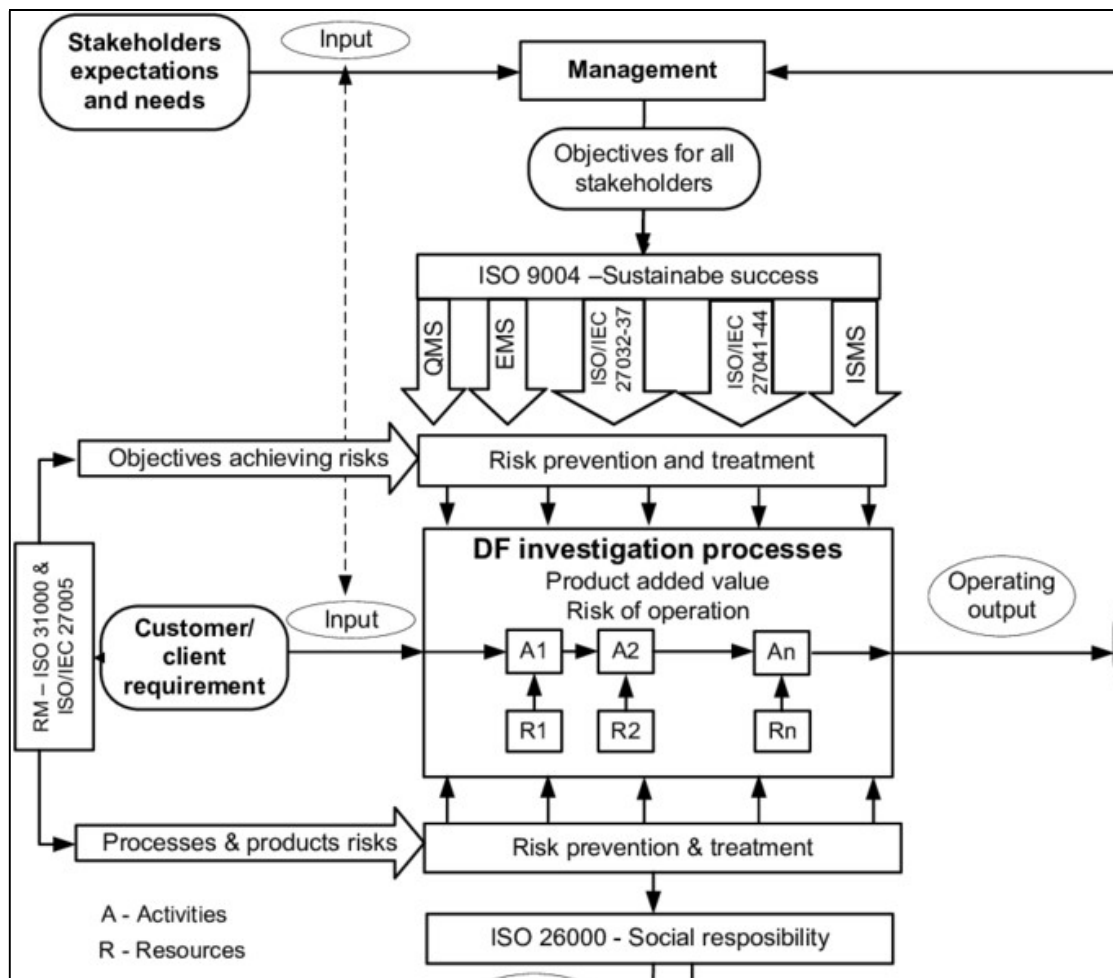 Stakeholders
expectations
and needs
Input
Management
Objectives for all
stakeholders
ISO 9004 –Sustainabe success
QMS
EMS
ISO/IEC
27032-37
ISO/IEC
27041-44
ISMS
Objectives achieving risks
Risk prevention and treatment
RM – ISO 31000 &
ISO/IEC 27005
Customer/
client
requirement
Input
DF investigation processes
Product added value
Risk of operation
A1
A2
An
R1
R2
Rn
Operating
output
Processes & products risks
Risk prevention & treatment
A - Activities
R - Resources
ISO 26000 - Social resposibility